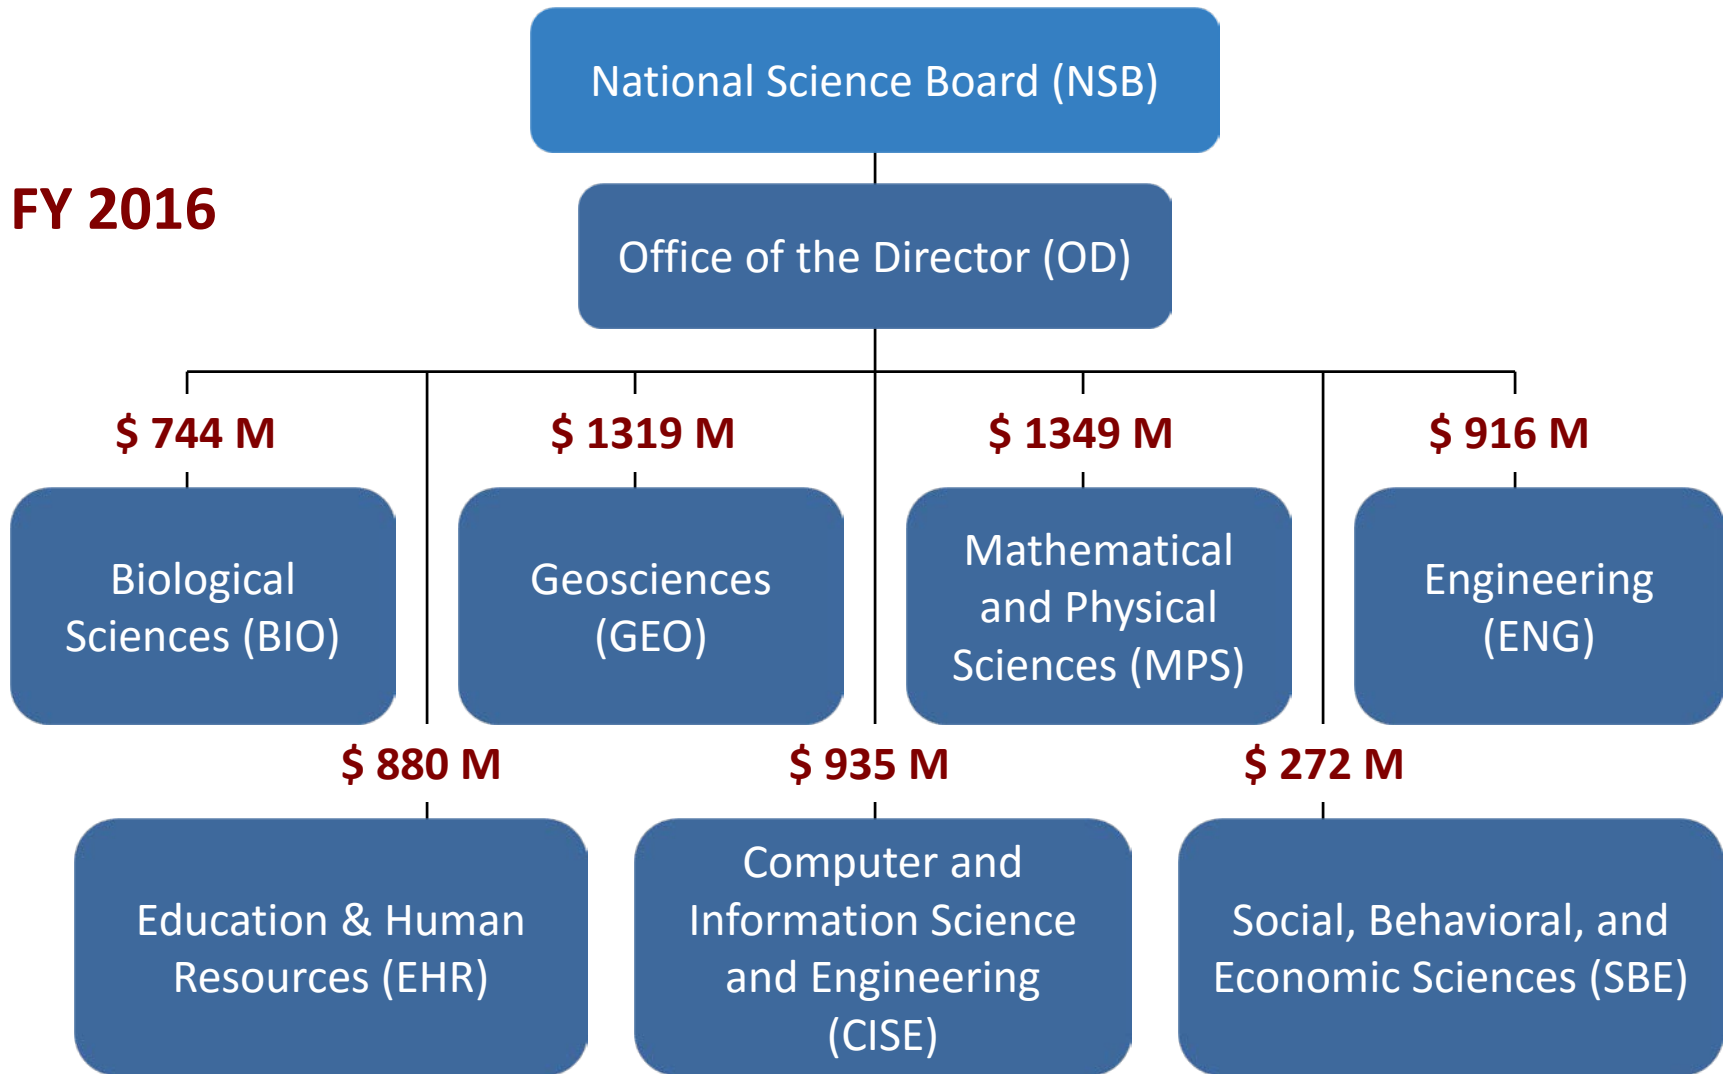 National Science Board (NSB)
FY 2016
Office of the Director (OD)
$ 744 M
$ 1319 M
$ 1349 M
$ 916 M
Biological
Sciences (BIO)
Geosciences
(GEO)
Mathematical
and Physical
Sciences (MPS)
Engineering
(ENG)
$ 880 M
$ 935 M
$ 272 M
Education & Human
Resources (EHR)
Computer and
Information Science
and Engineering
(CISE)
Social, Behavioral, and
Economic Sciences (SBE)